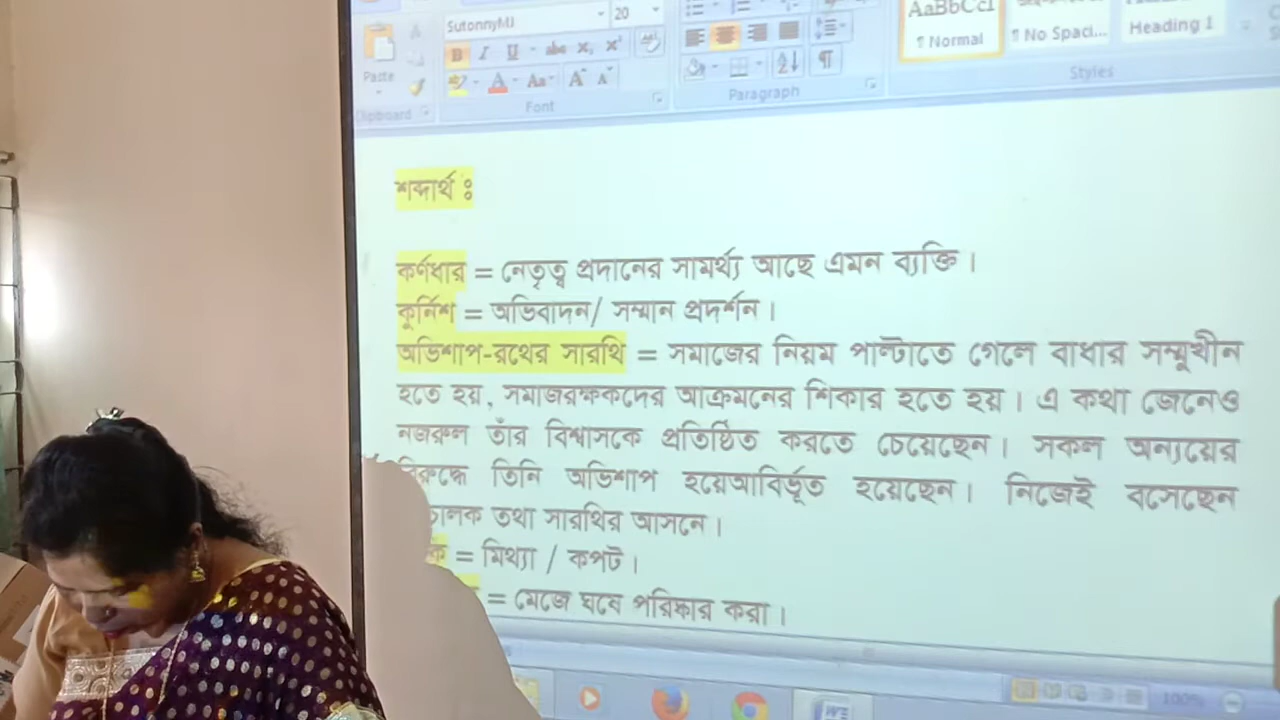 SutonnyMJ
20
AaBbCcI
¶ Normal
¶ No Spaci...
Heading 1
Paste
Clipboard
Font
Paragraph
Styles
শব্দার্থ ঃ
কর্ণধার = নেতৃত্ব প্রদানের সামর্থ্য আছে এমন ব্যক্তি।
কুর্নিশ = অভিবাদন/ সম্মান প্রদর্শন।
অভিশাপ-রথের সারথি = সমাজের নিয়ম পাল্টাতে গেলে বাধার সম্মুখীন
হতে হয়, সমাজরক্ষকদের আক্রমনের শিকার হতে হয়। এ কথা জেনেও
নজরুল তাঁর বিশ্বাসকে প্রতিষ্ঠিত করতে চেয়েছেন। সকল অন্যায়ের
তিনি অভিশাপ হয়েআবির্ভূত হয়েছেন। নিজেই বসেছেন
তথা সারথির আসনে।
= মিথ্যা / কপট।
= মেজে ঘষে পরিষ্কার করা।
100%